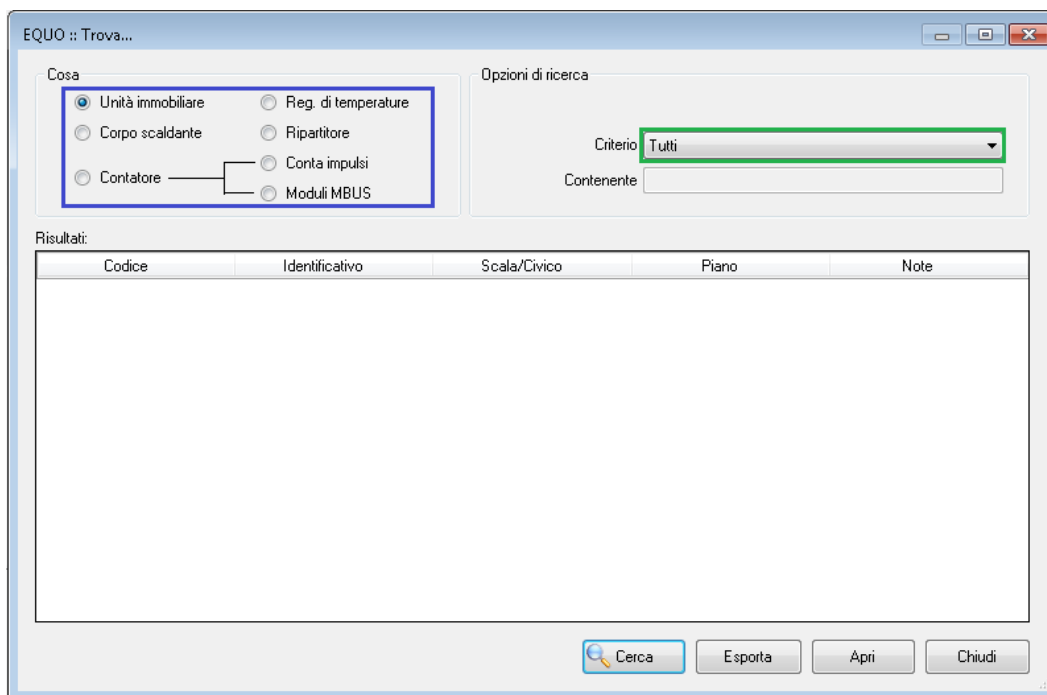 EQUO :: Trova...
Cosa
Unità immobiliare
Reg. di temperature
Corpo scaldante
Ripartitore
Contatore
Conta impulsi
Moduli MBUS
Opzioni di ricerca
Criterio Tutti
Contenente
Risultati:
Codice Identificativo Scala/Civico Piano Note
Cerca Esporta Apri Chiudi